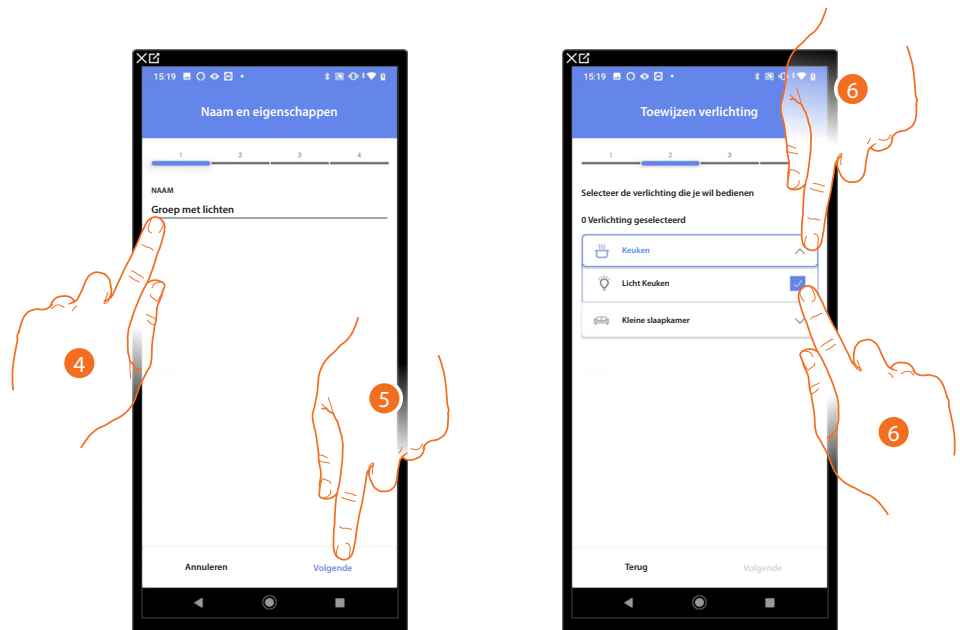 15:19
Naam en eigenschappen
1 2 3 4
NAAM
Groep met lichten
4
5
Annuleren Volgende
15:19
Toewijzen verlichting
1 2 3
Selecteer de verlichting die je wil bedienen
0 Verlichting geselecteerd
Keuken
Licht Keuken
Kleine slaapkamer
6
6
Terug Volgende